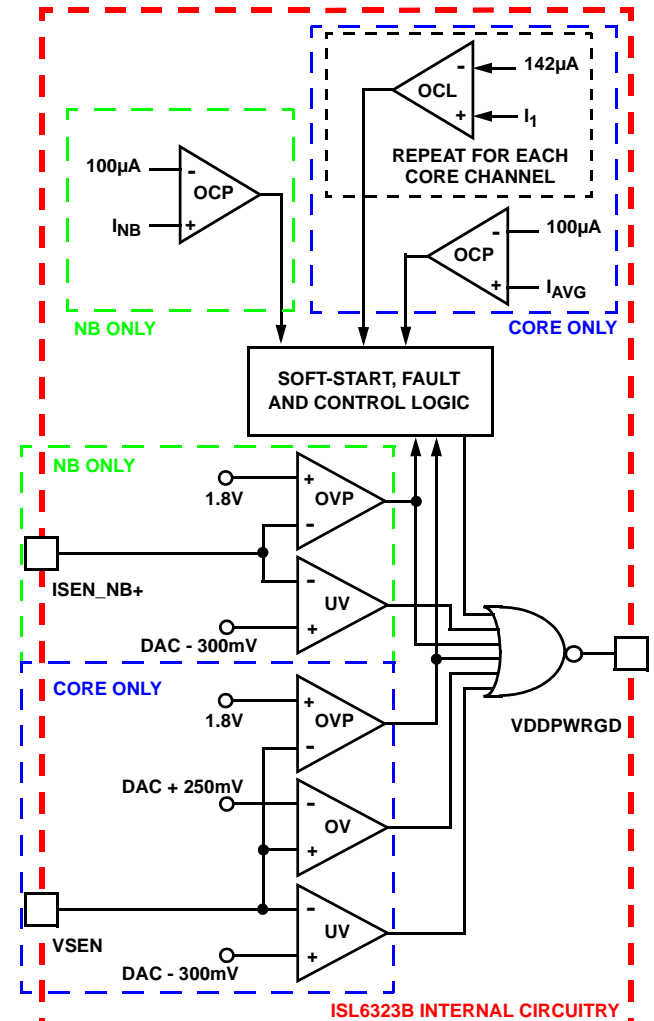 142µA
-
OCL
+
I1
REPEAT FOR EACH
CORE CHANNEL
100µA
-
OCP
INB
+
-
100µA
OCP
+
IAVG
NB ONLY
CORE ONLY
SOFT-START, FAULT
AND CONTROL LOGIC
NB ONLY
+
1.8V
OVP
-
ISEN_NB+
-
UV
+
DAC - 300mV
CORE ONLY
+
1.8V
OVP
-
VDDPWRGD
DAC + 250mV
-
OV
+
-
VSEN
UV
+
DAC - 300mV
ISL6323B INTERNAL CIRCUITRY